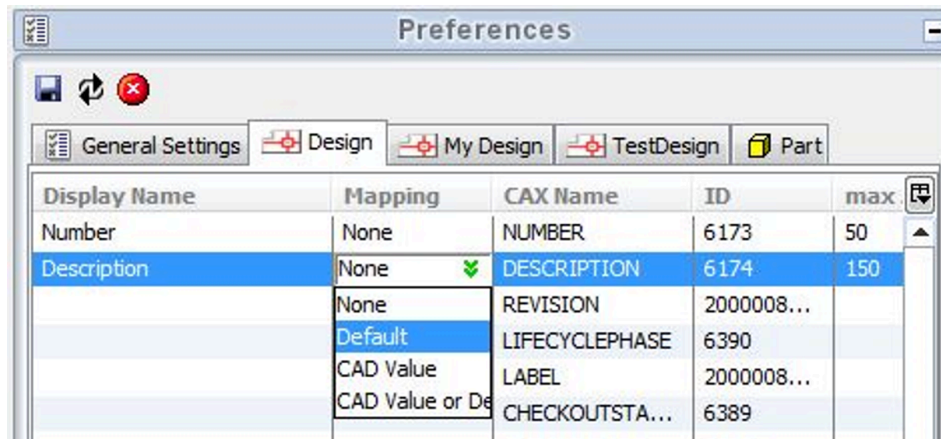 Preferences
General Settings Design My Design TestDesign Part
Display Name Mapping CAX Name ID max
Number None NUMBER 6173 50
Description None DESCRIPTION 6174 150
None REVISION 2000008...
Default LIFECYCLEPHASE 6390
CAD Value LABEL 2000008...
CAD Value or De CHECKOUTSTA... 6389